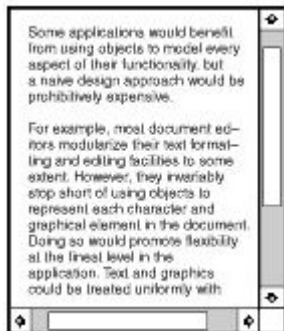 Some applications would benefit
from using objects to model every
aspect of their functionality, but
a naive design approach would be
prohibitively expensive.
For example, most document ed-
itors modularize their text format-
ting and editing facilities to some
extent. However, they invariably
stop short of using objects to
represent each character and
graphical element in the document.
Doing so would promote flexibility
at the finest level in the
application. Text and graphics
could be treated uniformly with